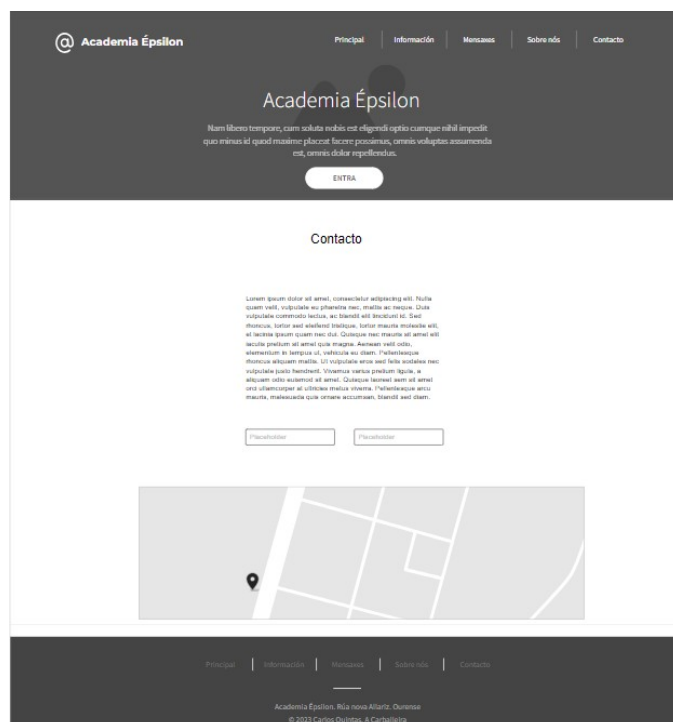 @ Academia Épsilon
Principal
Información
Mensaxes
Sobre nós
Contacto
Academia Épsilon
Nam libero tempore, cum soluta nobis est eligendi optio cumque nihil impedit
quo minus id quod maxime placeat facere possimus, omnis voluptas assumenda
est, omnis dolor repellendus.
ENTRA
Contacto
Lorem ipsum dolor sit amet, consectetur adipiscing elit. Nulla
quam velit, vulputate eu pharetra nec, mattis ac neque. Duis
vulputate commodo lectus, ac blandit elit tincidunt id. Sed
rhoncus, tortor sed eleifend tristique, tortor mauris molestie elit,
et lacinia ipsum quam nec dui. Quisque nec mauris sit amet elit
iaculis pretium sit amet quis magna. Aenean velit odio,
elementum in tempus ut, vehicula eu diam. Pellentesque
rhoncus aliquam mattis. Ut vulputate eros sed felis sodales nec
vulputate justo hendrerit. Vivamus varius pretium ligula, a
aliquam odio euismod sit amet. Quisque laoreet sem sit amet
orci ullamcorper at ultricies metus viverra. Pellentesque arcu
mauris, malesuada quis ornare accumsan, blandit sed diam.
Placeholder
Placeholder
Principal
Información
Mensaxes
Sobre nós
Contacto
Academia Épsilon. Rúa nova Allariz. Ourense
© 2023 Carlos Quintas. A Carballeira